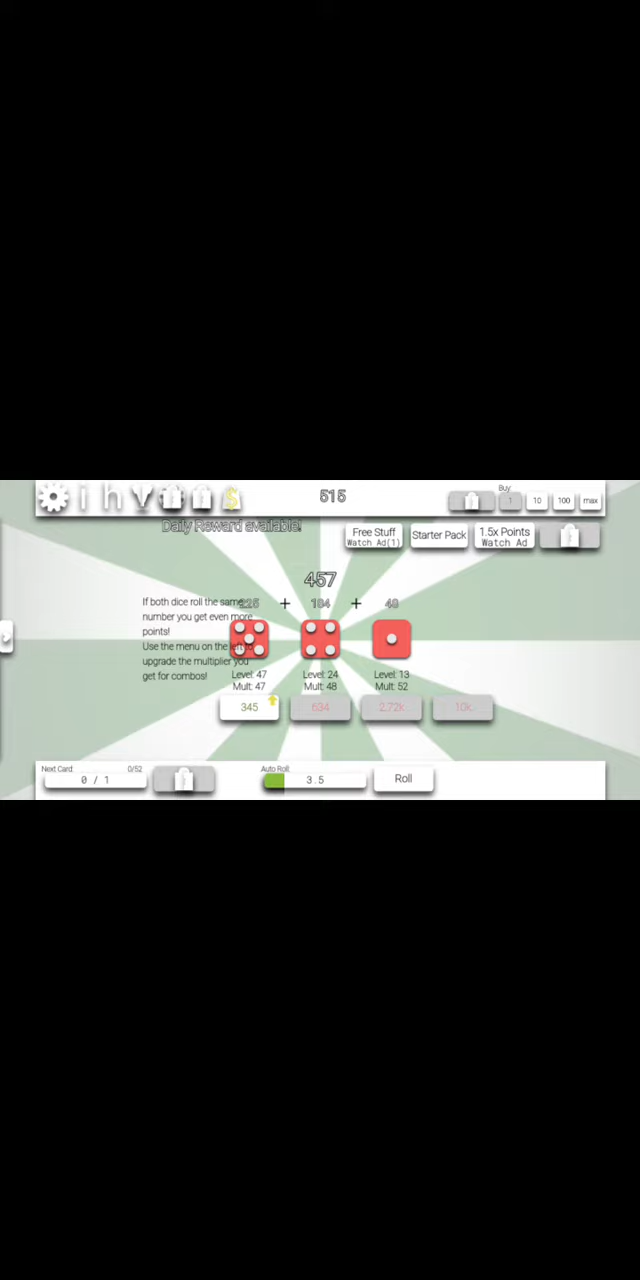 i h
$
515
Buy:
1 10 100 max
Daily Reward available!
Free Stuff
Watch Ad(1)
Starter Pack
1.5x Points
Watch Ad
457
+ +
If both dice roll the same
number you get even more
points!
Use the menu on the left to
upgrade the multiplier you
get for combos!
Level: 47
Mult: 47
Level: 24
Mult: 48
Level: 13
Mult: 52
345 634 2.72k 10k
Next Card: 0/52
0 / 1
Auto Roll:
3.5
Roll